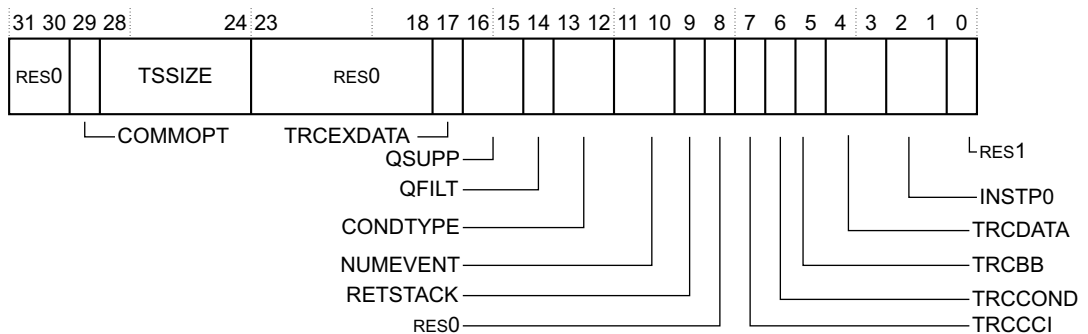 31 30 29 28 24 23 18 17 16 15 14 13 12 11 10 9 8 7 6 5 4 3 2 1 0
RES0 TSSIZE RES0
COMMOPT TRCEXDATA
QSUPP RES1
QFILT INSTP0
CONDTYPE TRCDATA
NUMEVENT TRCBB
RETSTACK TRCCOND
RES0 TRCCCI